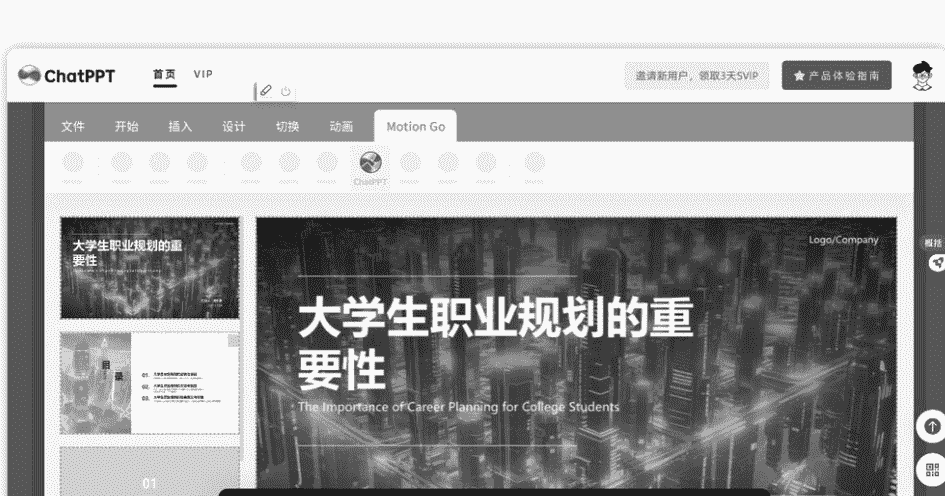 ChatPPT
首页 VIP
邀请新用户，领取3天SVIP
产品体验指南
文件 开始 插入 设计 切换 动画 Motion Go
ChatPPT
大学生职业规划的重
要性
目
录
01.
02.
03.
01
Logo/Company
大学生职业规划的重
要性
The Importance of Career Planning for College Students
概括